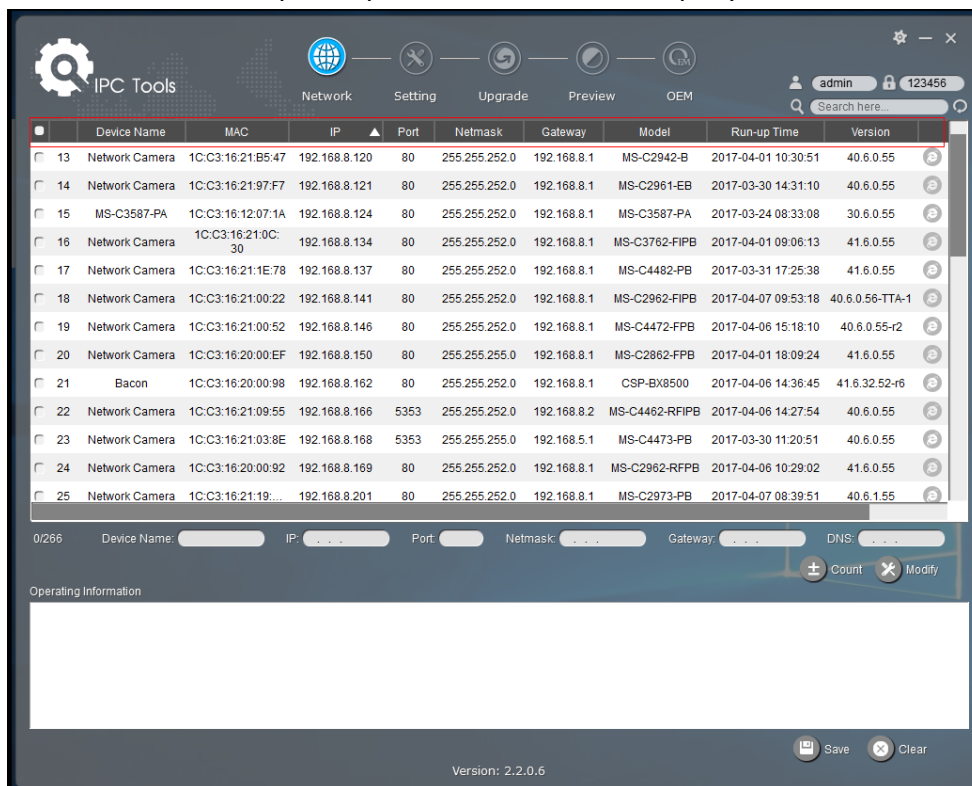 IPC Tools
Network Setting Upgrade Preview OEM
admin 123456
Search here...
Device Name MAC IP Port Netmask Gateway Model Run-up Time Version
13 Network Camera 1C:C3:16:21:B5:47 192.168.8.120 80 255.255.252.0 192.168.8.1 MS-C2942-B 2017-04-01 10:30:51 40.6.0.55
14 Network Camera 1C:C3:16:21:97:F7 192.168.8.121 80 255.255.252.0 192.168.8.1 MS-C2961-EB 2017-03-30 14:31:10 40.6.0.55
15 MS-C3587-PA 1C:C3:16:12:07:1A 192.168.8.124 80 255.255.252.0 192.168.8.1 MS-C3587-PA 2017-03-24 08:33:08 30.6.0.55
16 Network Camera 1C:C3:16:21:0C:30 192.168.8.134 80 255.255.252.0 192.168.8.1 MS-C3762-FIPB 2017-04-01 09:06:13 41.6.0.55
17 Network Camera 1C:C3:16:21:1E:78 192.168.8.137 80 255.255.252.0 192.168.8.1 MS-C4482-PB 2017-03-31 17:25:38 41.6.0.55
18 Network Camera 1C:C3:16:21:00:22 192.168.8.141 80 255.255.252.0 192.168.8.1 MS-C2962-FIPB 2017-04-07 09:53:18 40.6.0.56-TTA-1
19 Network Camera 1C:C3:16:21:00:52 192.168.8.146 80 255.255.252.0 192.168.8.1 MS-C4472-FPB 2017-04-06 15:18:10 40.6.0.55-r2
20 Network Camera 1C:C3:16:20:00:EF 192.168.8.150 80 255.255.255.0 192.168.8.1 MS-C2862-FPB 2017-04-01 18:09:24 41.6.0.55
21 Bacon 1C:C3:16:20:00:98 192.168.8.162 80 255.255.252.0 192.168.8.1 CSP-BX8500 2017-04-06 14:36:45 41.6.32.52-r6
22 Network Camera 1C:C3:16:21:09:55 192.168.8.166 5353 255.255.252.0 192.168.8.2 MS-C4462-RFIPB 2017-04-06 14:27:54 40.6.0.55
23 Network Camera 1C:C3:16:21:03:8E 192.168.8.168 5353 255.255.255.0 192.168.5.1 MS-C4473-PB 2017-03-30 11:20:51 40.6.0.55
24 Network Camera 1C:C3:16:20:00:92 192.168.8.169 80 255.255.252.0 192.168.8.1 MS-C2962-RFPB 2017-04-06 10:29:02 41.6.0.55
25 Network Camera 1C:C3:16:21:19:... 192.168.8.201 80 255.255.252.0 192.168.8.1 MS-C2973-PB 2017-04-07 08:39:51 40.6.1.55
0/266 Device Name: IP: . . . Port: Netmask: . . . Gateway: . . . DNS: . . .
Count Modify
Operating Information
Save Clear
Version: 2.2.0.6